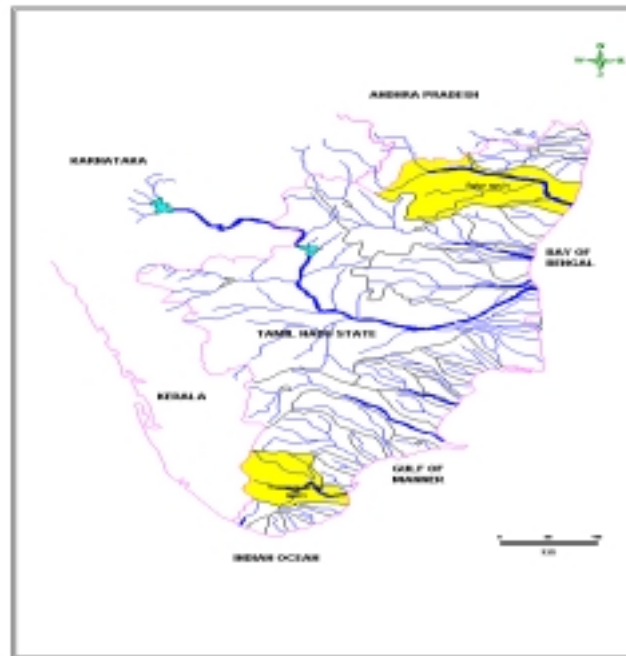 N
ANDHRA PRADESH
KARNATAKA
BAY OF
BENGAL
TAMIL NADU STATE
KERALA
GULF OF
MANNER
INDIAN OCEAN